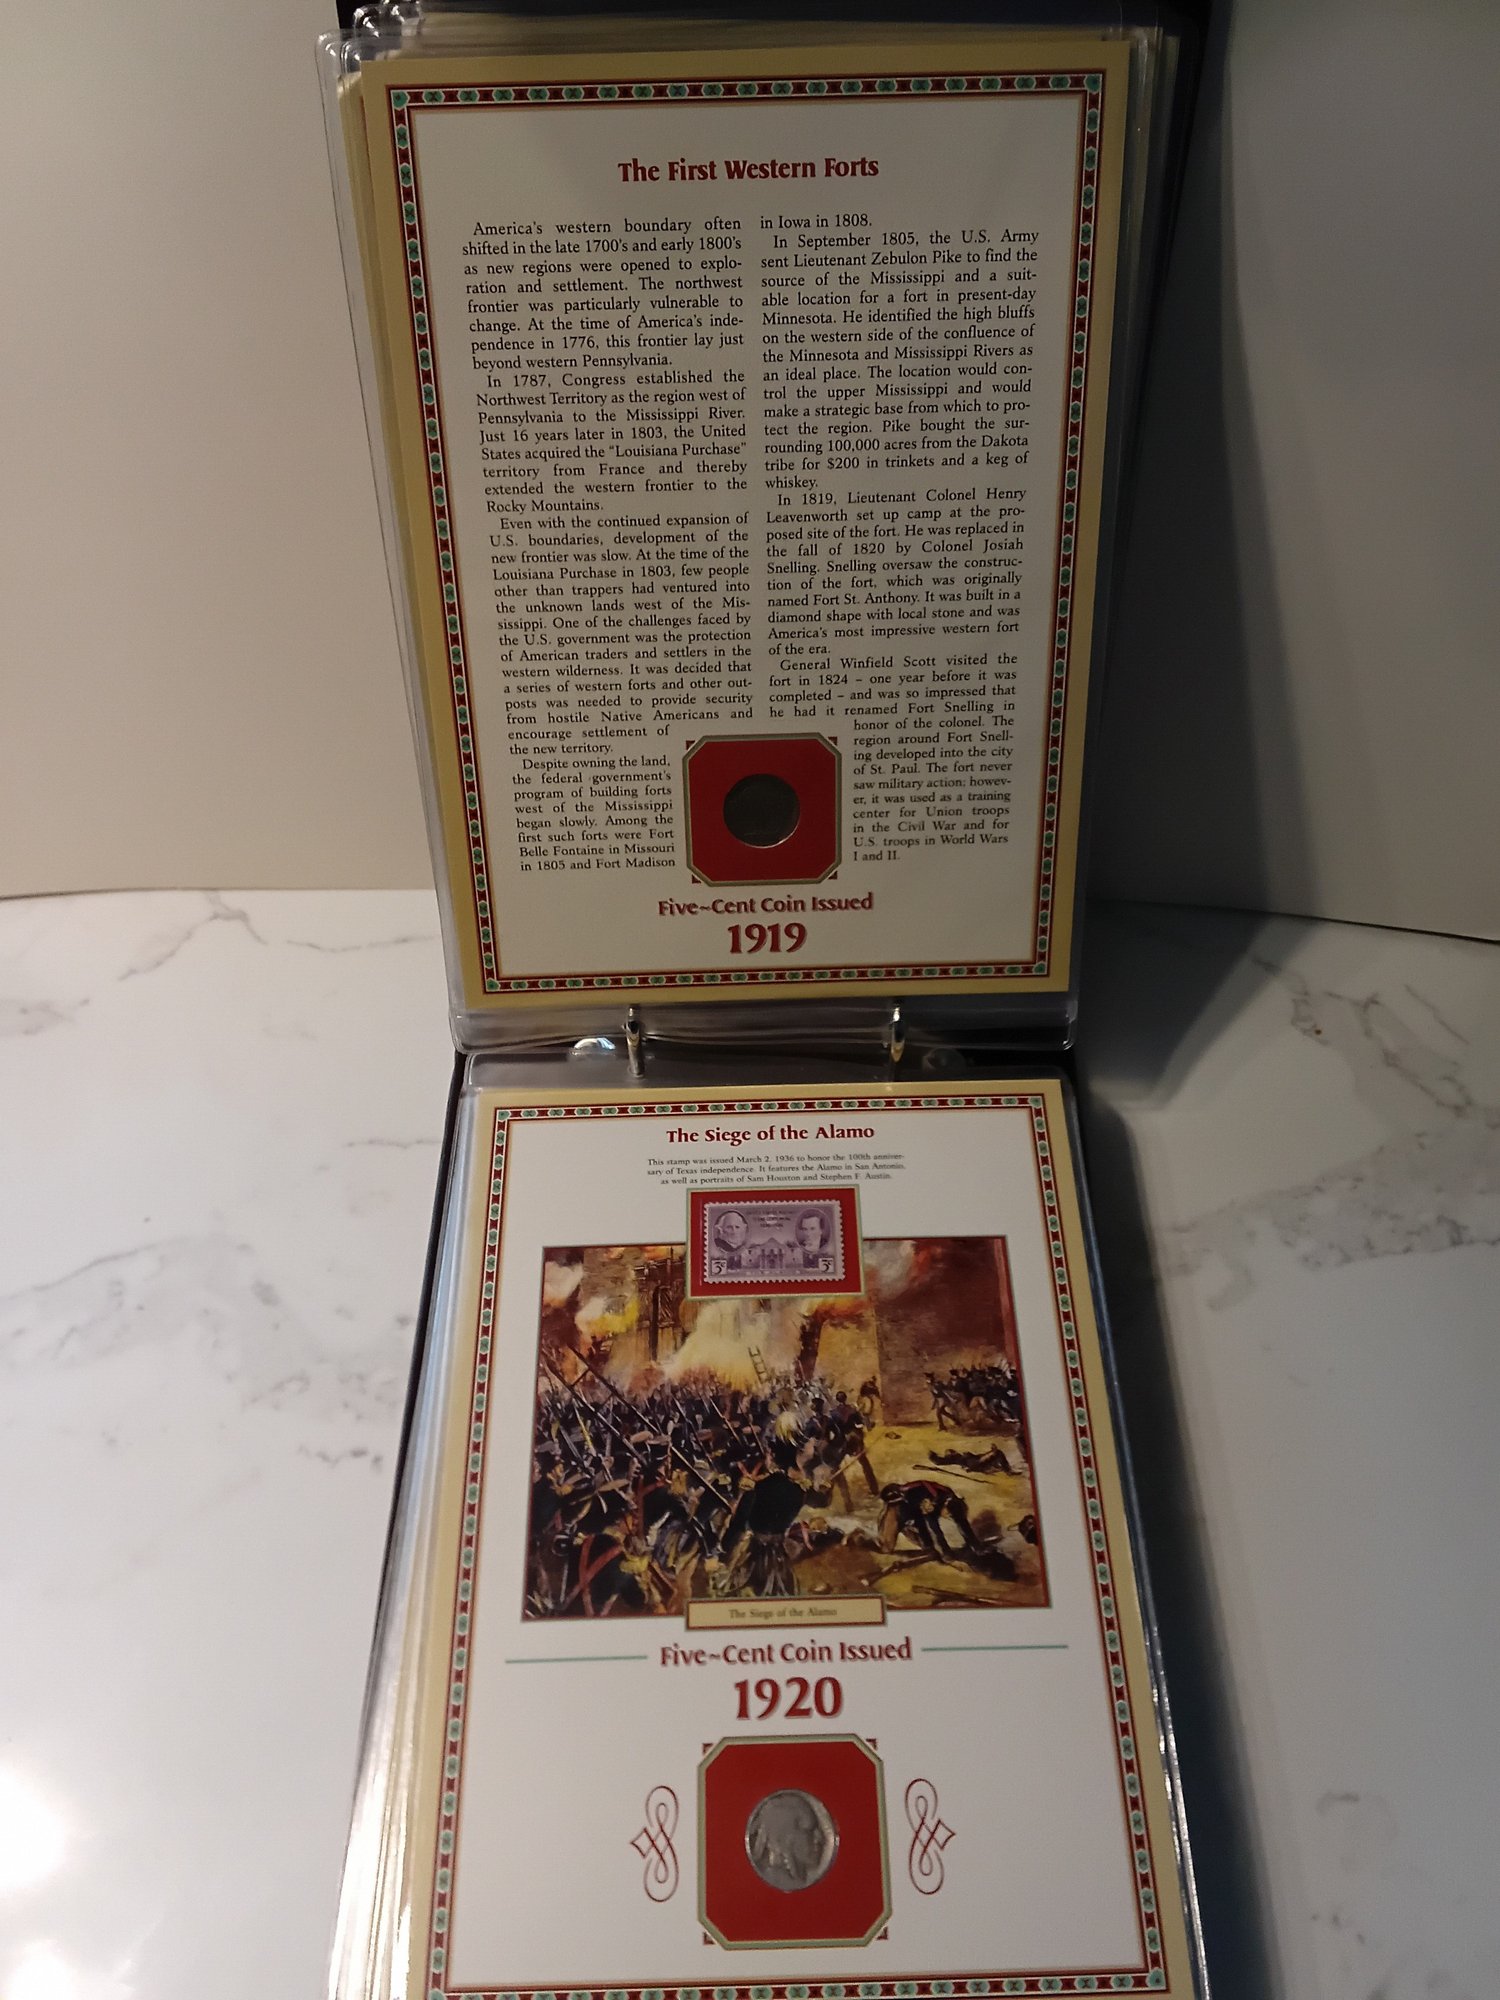 The First Western Forts
America's western boundary often
shifted in the late 1700's and early 1800's
as new regions were opened to explo-
ration and settlement. The northwest
frontier was particularly vulnerable to
change. At the time of America's inde-
pendence in 1776, this frontier lay just
beyond western Pennsylvania.
In 1787, Congress established the
Northwest Territory as the region west of
Pennsylvania to the Mississippi River.
Just 16 years later in 1803, the United
States acquired the "Louisiana Purchase"
territory from France and thereby
extended the western frontier to the
Rocky Mountains.
Even with the continued expansion of
U.S. boundaries, development of the
new frontier was slow. At the time of the
Louisiana Purchase in 1803, few people
other than trappers had ventured into
the unknown lands west of the Mis-
sissippi. One of the challenges faced by
the U.S. government was the protection
of American traders and settlers in the
western wilderness. It was decided that
a series of western forts and other out-
posts was needed to provide security
from hostile Native Americans and
encourage settlement of
the new territory.
Despite owning the land,
the federal government's
program of building forts
west of the Mississippi
began slowly. Among the
first such forts were Fort
Belle Fontaine in Missouri
in 1805 and Fort Madison
in Iowa in 1808.
In September 1805, the U.S. Army
sent Lieutenant Zebulon Pike to find the
source of the Mississippi and a suit-
able location for a fort in present-day
Minnesota. He identified the high bluffs
on the western side of the confluence of
the Minnesota and Mississippi Rivers as
an ideal place. The location would con-
trol the upper Mississippi and would
make a strategic base from which to pro-
tect the region. Pike bought the sur-
rounding 100,000 acres from the Dakota
tribe for $200 in trinkets and a keg of
whiskey.
In 1819, Lieutenant Colonel Henry
Leavenworth set up camp at the pro-
posed site of the fort. He was replaced in
the fall of 1820 by Colonel Josiah
Snelling. Snelling oversaw the construc-
tion of the fort, which was originally
named Fort St. Anthony. It was built in a
diamond shape with local stone and was
America's most impressive western fort
of the era.
General Winfield Scott visited the
fort in 1824 – one year before it was
completed – and was so impressed that
he had it renamed Fort Snelling in
honor of the colonel. The
region around Fort Snell-
ing developed into the city
of St. Paul. The fort never
saw military action; howev-
er, it was used as a training
center for Union troops
in the Civil War and for
U.S. troops in World Wars
I and II.
Five~Cent Coin Issued
1919
The Siege of the Alamo
This stamp was issued March 2, 1936 to honor the 100th anniver-
sary of Texas independence. It features the Alamo in San Antonio,
as well as portraits of Sam Houston and Stephen F. Austin.
3c 3c
The Siege of the Alamo
Five~Cent Coin Issued
1920